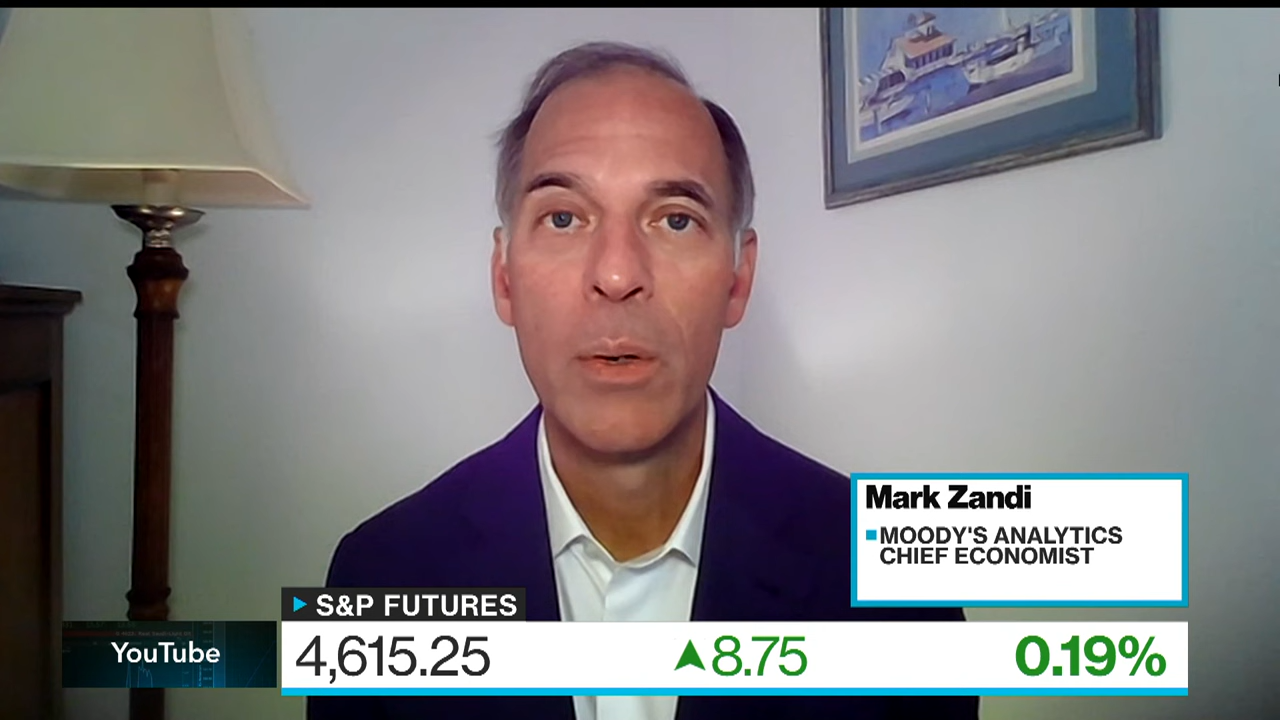 Mark Zandi
MOODY'S ANALYTICS
CHIEF ECONOMIST
S&P FUTURES
YouTube
4,615.25 8.75 0.19%